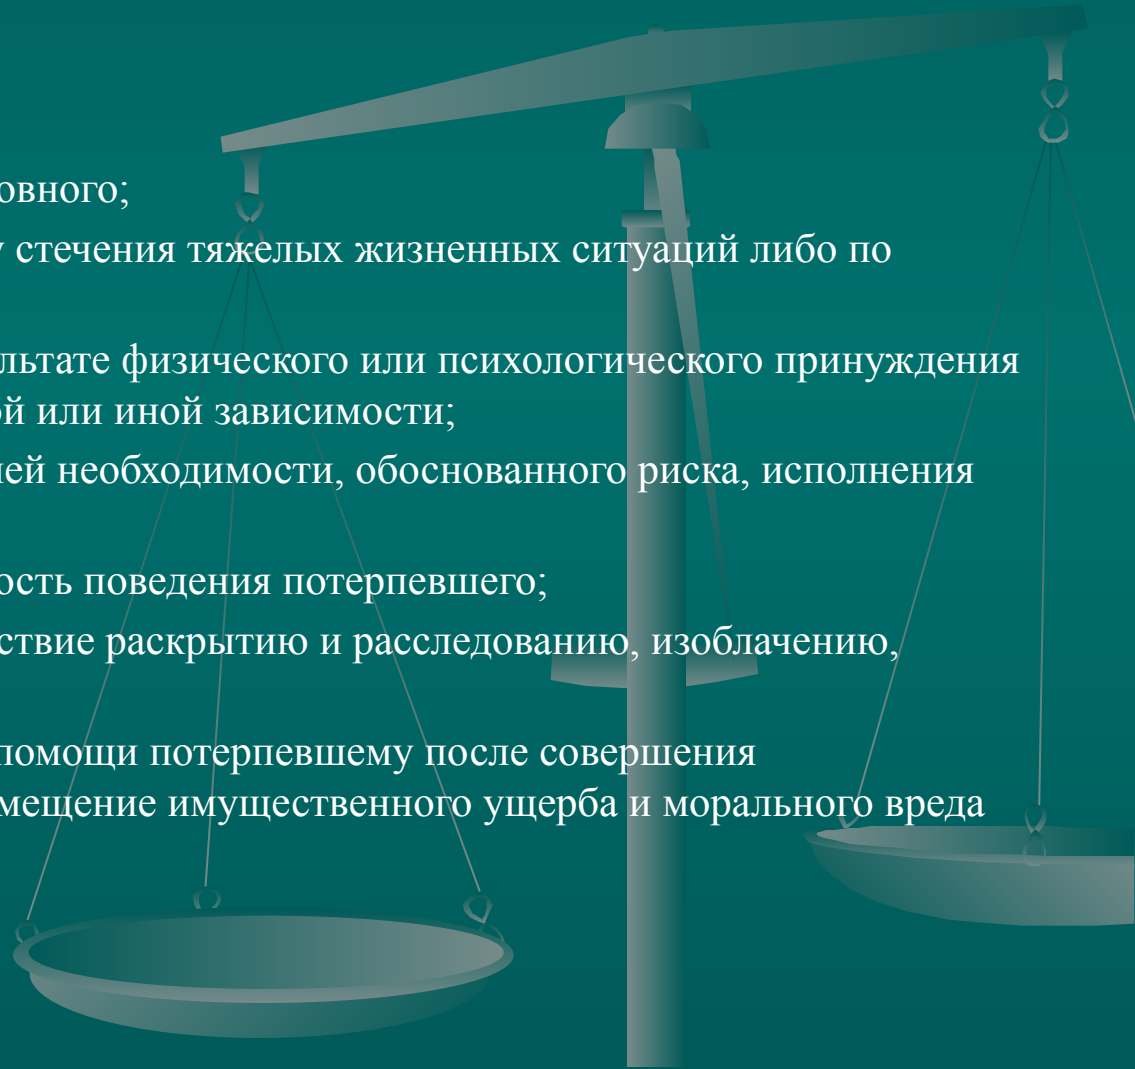 овного;
у стечения тяжелых жизненных ситуаций либо по
льтате физического или психологического принуждения
ой или иной зависимости;
ней необходимости, обоснованного риска, исполнения
ость поведения потерпевшего;
ствие раскрытию и расследованию, изоблачению,
помощи потерпевшему после совершения
мещение имущественного ущерба и морального вреда